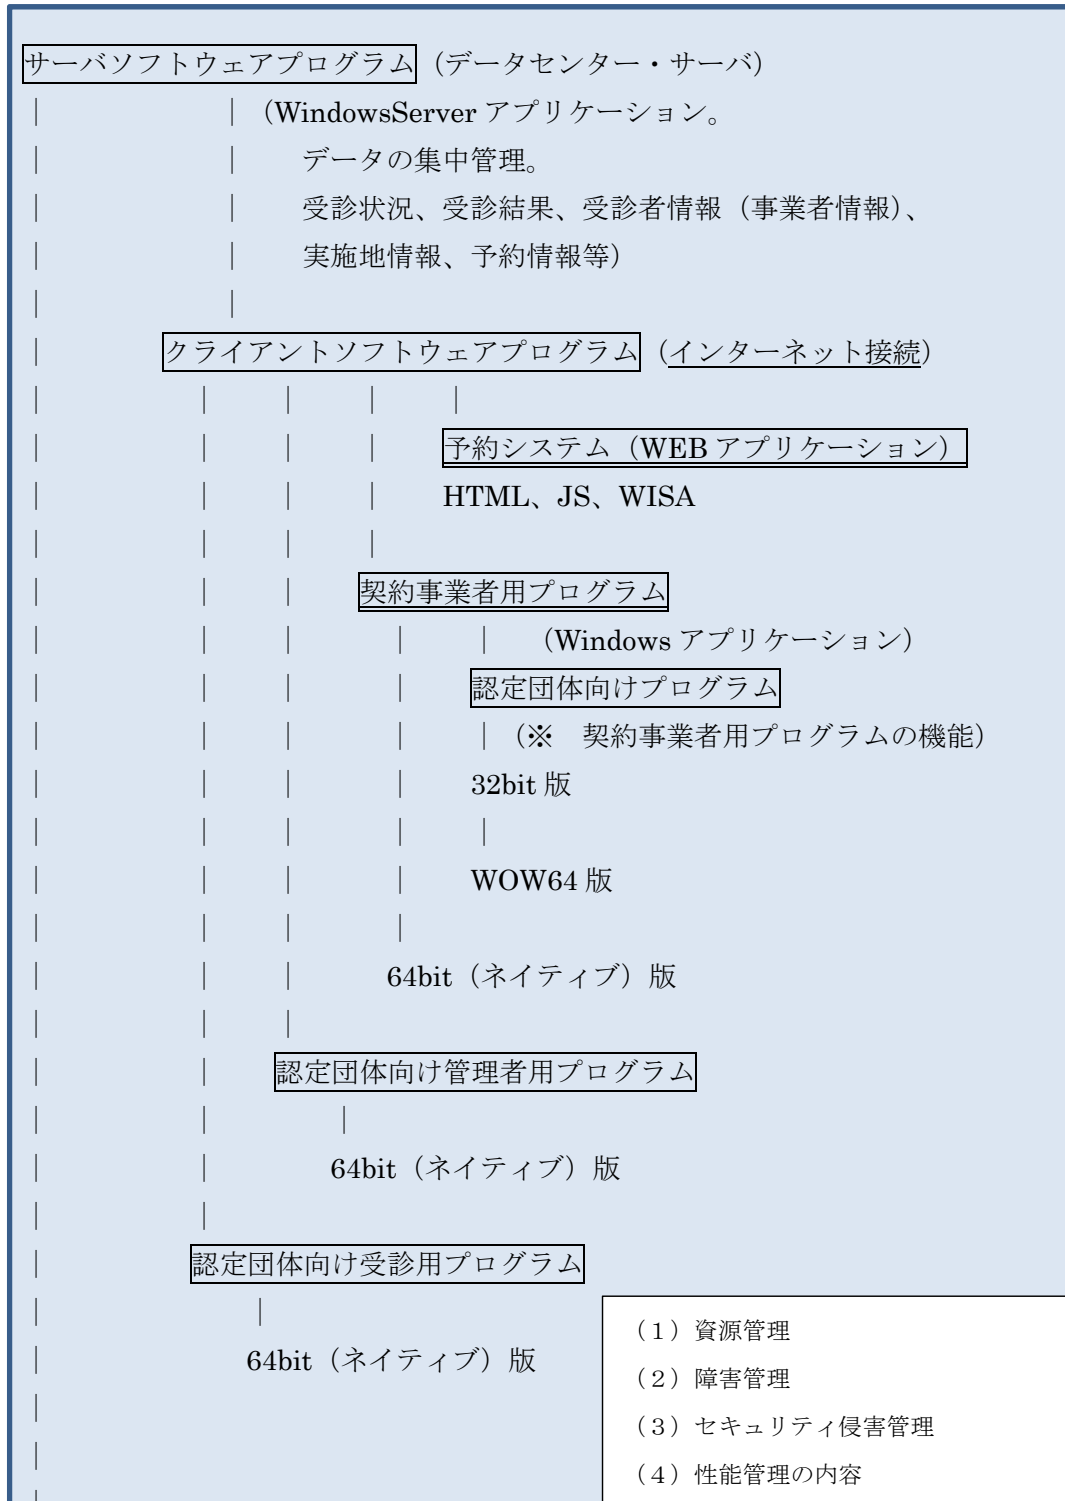 サーバソフトウェアプログラム（データセンター・サーバ）
｜ ｜（WindowsServer アプリケーション。
｜ ｜ データの集中管理。
｜ ｜ 受診状況、受診結果、受診者情報（事業者情報）、
｜ ｜ 実施地情報、予約情報等）
｜ ｜
｜ クライアントソフトウェアプログラム（インターネット接続）
｜ ｜ ｜ ｜ ｜
｜ ｜ ｜ ｜ 予約システム（WEB アプリケーション）
｜ ｜ ｜ ｜ HTML、JS、WISA
｜ ｜ ｜ ｜
｜ ｜ ｜ 契約事業者用プログラム
｜ ｜ ｜ ｜ ｜ （Windows アプリケーション）
｜ ｜ ｜ ｜ 認定団体向けプログラム
｜ ｜ ｜ ｜ ｜（※　契約事業者用プログラムの機能）
｜ ｜ ｜ ｜ 32bit 版
｜ ｜ ｜ ｜ ｜
｜ ｜ ｜ ｜ WOW64 版
｜ ｜ ｜ ｜
｜ ｜ ｜ 64bit（ネイティブ）版
｜ ｜ ｜
｜ ｜ 認定団体向け管理者用プログラム
｜ ｜ ｜
｜ ｜ 64bit（ネイティブ）版
｜ ｜
｜ 認定団体向け受診用プログラム
｜ ｜
｜ 64bit（ネイティブ）版
｜
｜
｜
（１）資源管理
（２）障害管理
（３）セキュリティ侵害管理
（４）性能管理の内容